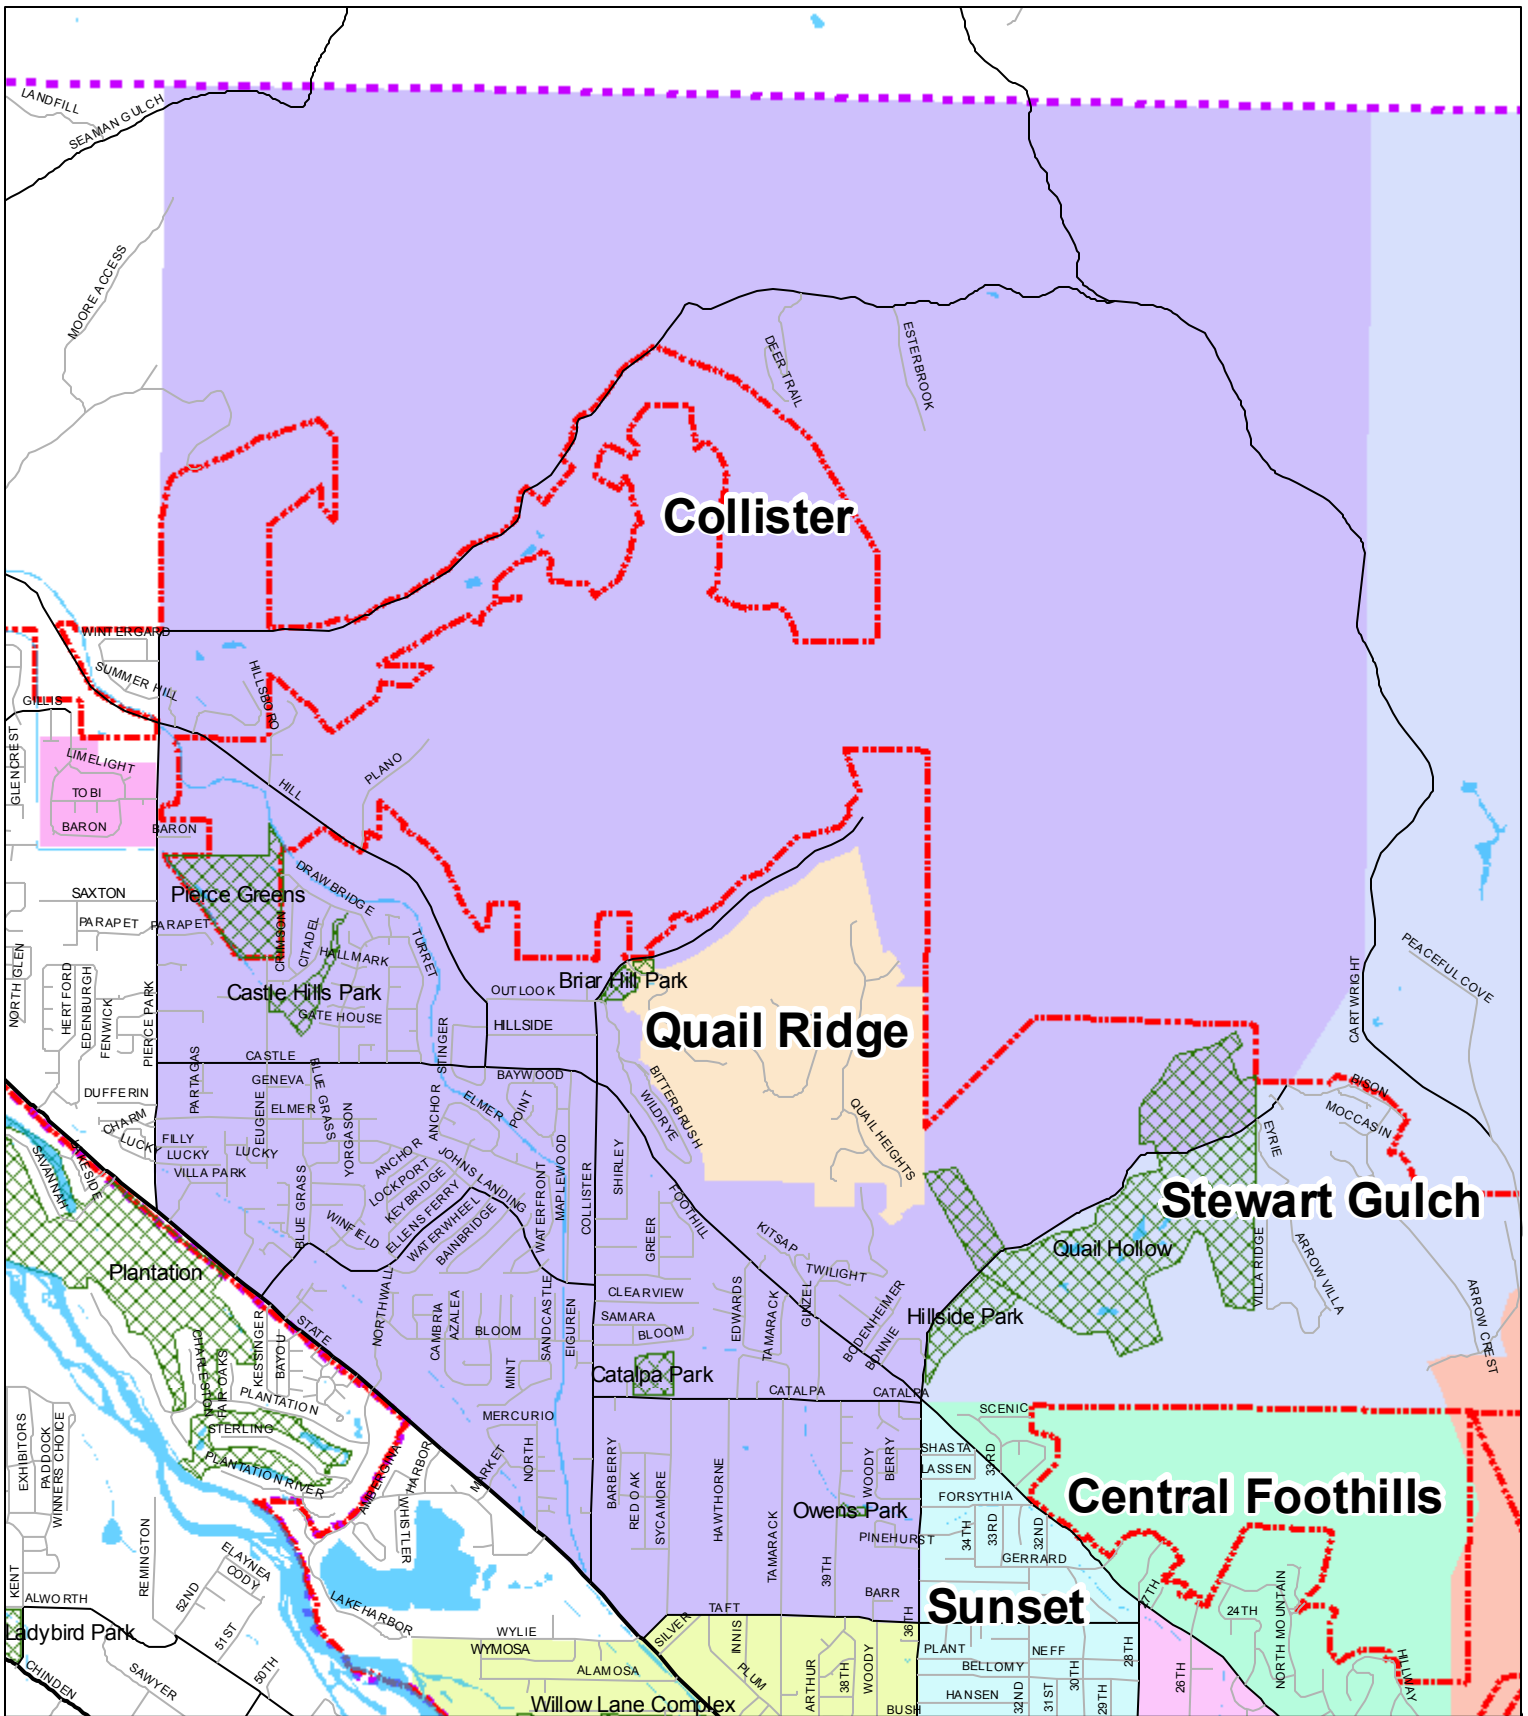 LANDFILL
SEAMAN GULCH
MOORE ACCESS
DEER TRAIL
ESTERBROOK
Collister
WINTERGARD
SUMMER HILL
HILLSBORO
GILLIS
GLENCREST
LIMELIGHT
TOBI
BARON
BARON
HILL
PLANO
SAXTON
Pierce Greens
DRAWBRIDGE
PARAPET
PARAPET
CRIMSON
CITADEL
HALLMARK
TURRET
NORTH GLEN
HERTFORD
EDENBURGH
FENWICK
PIERCE PARK
Castle Hills Park
GATE HOUSE
OUTLOOK
Briar Hill Park
HILLSIDE
STINGER
Quail Ridge
CARTWRIGHT
PEACEFUL COVE
CASTLE
PARTAGAS
GENEVA
BLUE GRASS
BAYWOOD
BITTERBRUSH
WILDRYE
QUAIL HEIGHTS
BISON
MOCCASIN
EYRIE
DUFFERIN
CHARM
LUCKY
FILLY
LUCKY
VILLA PARK
EUGENE
ELMER
LUCKY
YORGASON
ANCHOR
ELMER
POINT
ANCHOR
LOCKPORT
KEYBRIDGE
ELLENS FERRY
JOHNS LANDING
WATERWHEEL
BAINBRIDGE
WINFIELD
BLUE GRASS
WATERFRONT
MAPLEWOOD
COLLISTER
SHIRLEY
GREER
FOOTHILL
KITSAP
TWILIGHT
Stewart Gulch
Quail Hollow
VILLA RIDGE
ARROW VILLA
ARROW CREST
SAVANNAH
LAKESIDE
Plantation
STATE
NORTHWALL
CAMBRIA
AZALEA
BLOOM
MINT
SANDCASTLE
EIGUREN
CLEARVIEW
SAMARA
BLOOM
EDWARDS
TAMARACK
GINZEL
BODENHEIMER
BONNIE
Hillside Park
Catalpa Park
CATALPA
CATALPA
CHARLESTON
FAIR OAKS
KESSINGER
BAYOU
PLANTATION
STERLING
PLANTATION RIVER
AMBERGINA
HARBOR
WHISTLER
MERCURIO
MARKET
NORTH
BARBERRY
RED OAK
SYCAMORE
HAWTHORNE
TAMARACK
39TH
WOODY
BERRY
Owens Park
PINEHURST
BARR
TAFT
SCENIC
SHASTA
LASSEN
33RD
FORSYTHIA
34TH
33RD
32ND
GERRARD
Central Foothills
Sunset
36TH
24TH
NORTH MOUNTAIN
HILLWAY
EXHIBITORS
PADDOCK
WINNERS CHOICE
REMINGTON
ELAYNEA
CODY
52ND
51ST
50TH
KENT
ALWORTH
Ladybird Park
CHINDEN
SAWYER
LAKE HARBOR
WYLIE
WYMOSA
ALAMOSA
SILVER
INNIS
PLUM
ARTHUR
38TH
WOODY
BUSH
Willow Lane Complex
PLANT
NEFF
BELLOMY
HANSEN
32ND
31ST
30TH
29TH
28TH
26TH